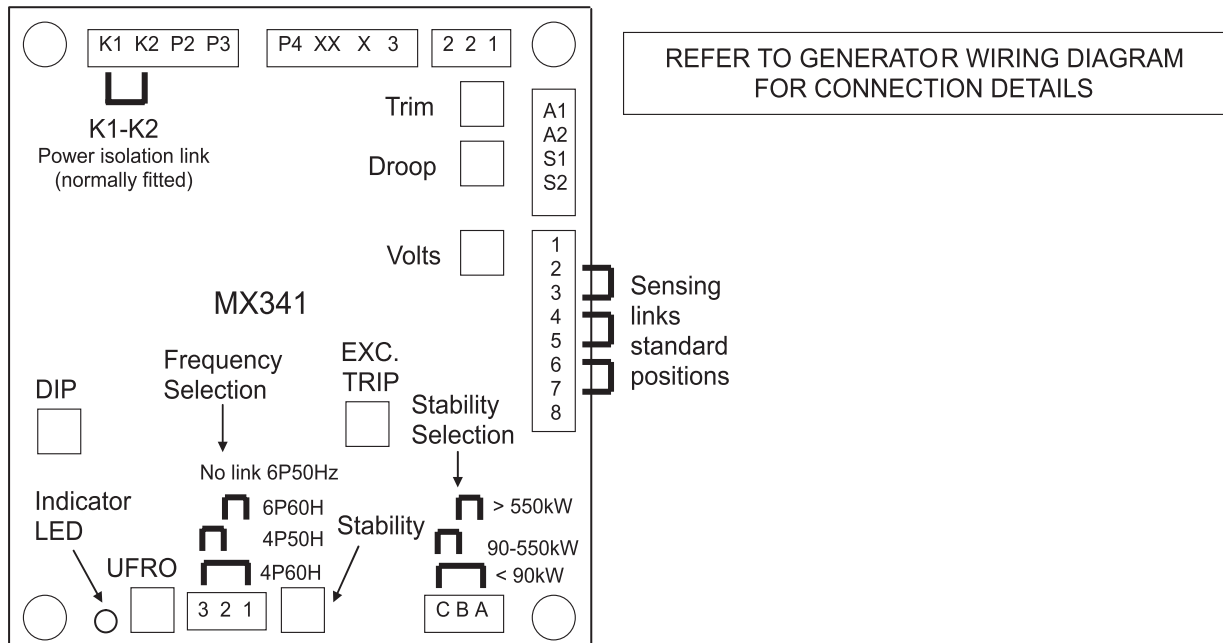 K1 K2 P2 P3
P4 XX X 3
2 2 1
REFER TO GENERATOR WIRING DIAGRAM
FOR CONNECTION DETAILS
K1-K2
Power isolation link
(normally fitted)
Trim
Droop
Volts
A1
A2
S1
S2
1
2
3
4
5
6
7
8
Sensing
links
standard
positions
MX341
DIP
Frequency
Selection
EXC.
TRIP
Stability
Selection
No link 6P50Hz
6P60H
4P50H
4P60H
Indicator
LED
UFRO
Stability
> 550kW
90-550kW
< 90kW
3 2 1
C B A